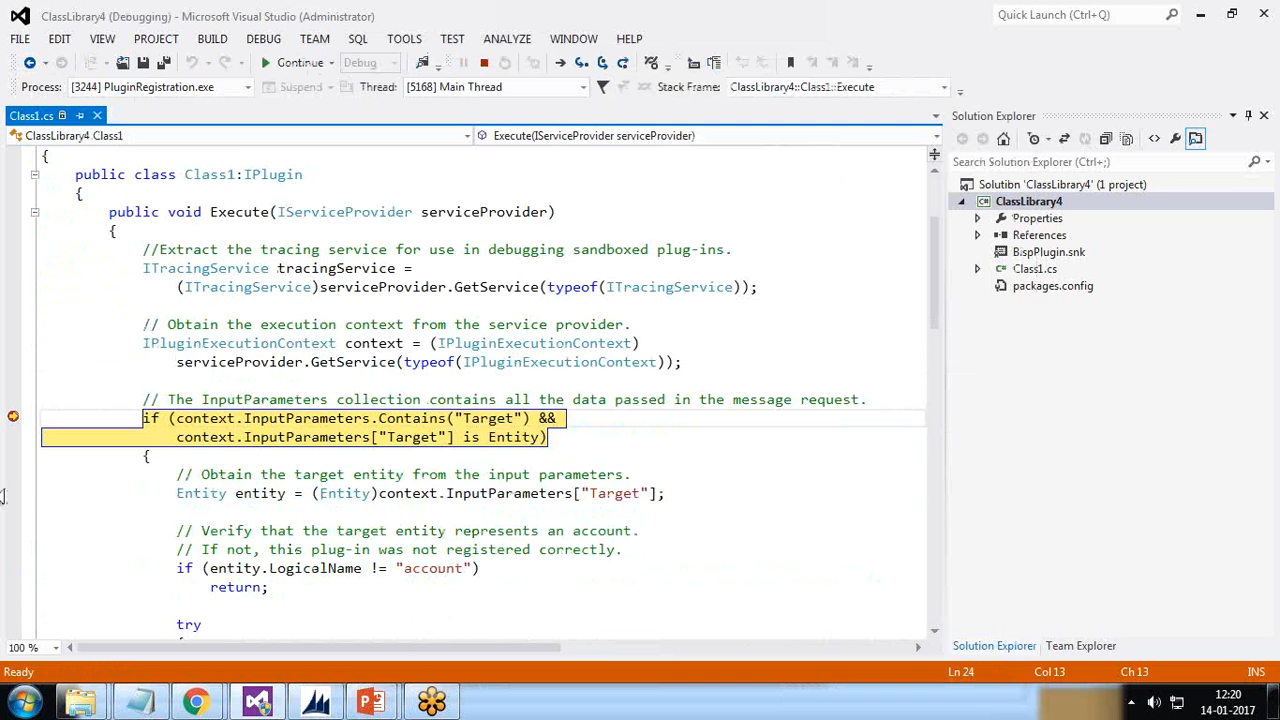 ClassLibrary4 (Debugging) - Microsoft Visual Studio (Administrator)
Quick Launch (Ctrl+Q)
FILE EDIT VIEW PROJECT BUILD DEBUG TEAM SQL TOOLS TEST ANALYZE WINDOW HELP
Continue Debug
Process: [3244] PluginRegistration.exe Suspend Thread: [5168] Main Thread Stack Frame: ClassLibrary4::Class1::Execute
Class1.cs
ClassLibrary4.Class1 Execute(IServiceProvider serviceProvider)
{
public class Class1:IPlugin
{
public void Execute(IServiceProvider serviceProvider)
{
//Extract the tracing service for use in debugging sandboxed plug-ins.
ITracingService tracingService =
(ITracingService)serviceProvider.GetService(typeof(ITracingService));
// Obtain the execution context from the service provider.
IPluginExecutionContext context = (IPluginExecutionContext)
serviceProvider.GetService(typeof(IPluginExecutionContext));
// The InputParameters collection contains all the data passed in the message request.
if (context.InputParameters.Contains("Target") &&
context.InputParameters["Target"] is Entity)
{
// Obtain the target entity from the input parameters.
Entity entity = (Entity)context.InputParameters["Target"];
// Verify that the target entity represents an account.
// If not, this plug-in was not registered correctly.
if (entity.LogicalName != "account")
return;
try
{
100 %
Solution Explorer
Search Solution Explorer (Ctrl+;)
Solution 'ClassLibrary4' (1 project)
ClassLibrary4
Properties
References
BispPlugin.snk
Class1.cs
packages.config
Solution Explorer Team Explorer
Ready Ln 24 Col 13 Ch 13 INS
12:20
14-01-2017